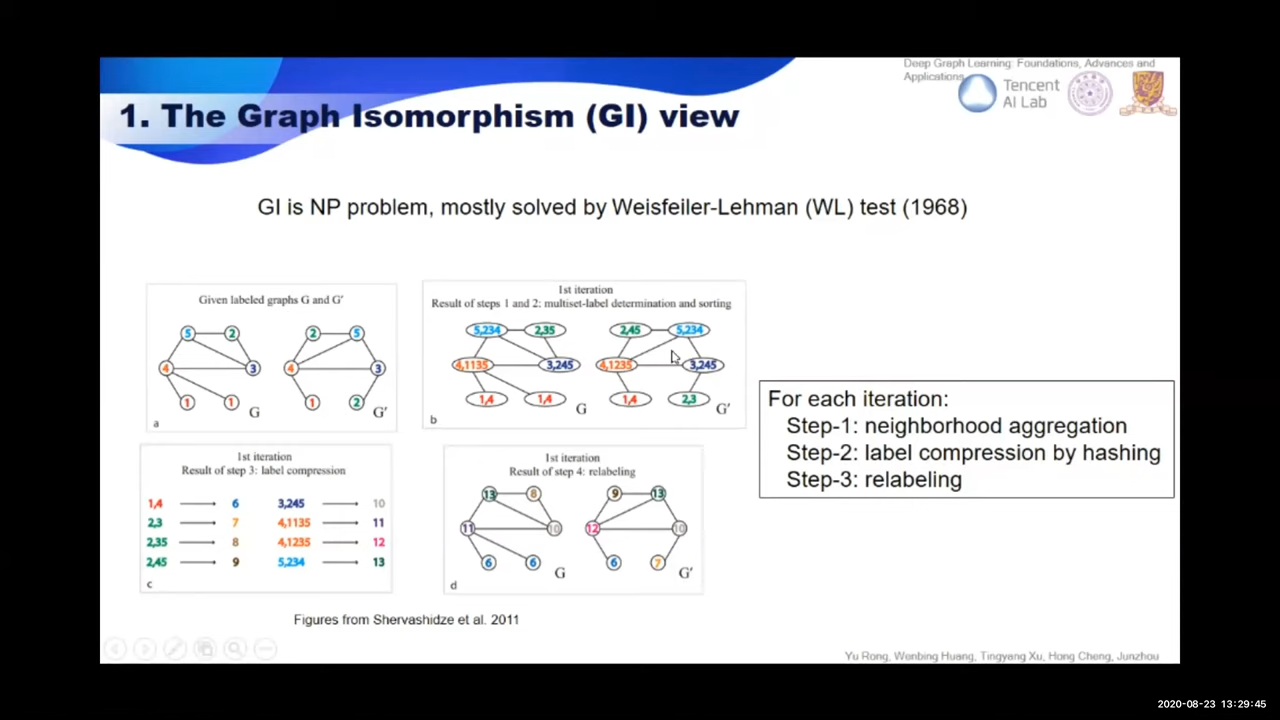 Deep Graph Learning: Foundations, Advances and
Applications
Tencent
AI Lab
1. The Graph Isomorphism (GI) view
GI is NP problem, mostly solved by Weisfeiler-Lehman (WL) test (1968)
Given labeled graphs G and G'
5 2 2 5
4 3 4 3
1 1 G 1 2 G'
a
1st iteration
Result of steps 1 and 2: multiset-label determination and sorting
5,234 2,35 2,45 5,234
4,1135 3,245 4,1235 3,245
1,4 1,4 G 1,4 2,3 G'
b
1st iteration
Result of step 3: label compression
1,4 → 6 3,245 → 10
2,3 → 7 4,1135 → 11
2,35 → 8 4,1235 → 12
2,45 → 9 5,234 → 13
c
1st iteration
Result of step 4: relabeling
13 8 9 13
11 10 12 10
6 6 G 6 7 G'
d
For each iteration:
Step-1: neighborhood aggregation
Step-2: label compression by hashing
Step-3: relabeling
Figures from Shervashidze et al. 2011
Yu Rong, Wenbing Huang, Tingyang Xu, Hong Cheng, Junzhou
2020-08-23 13:29:45